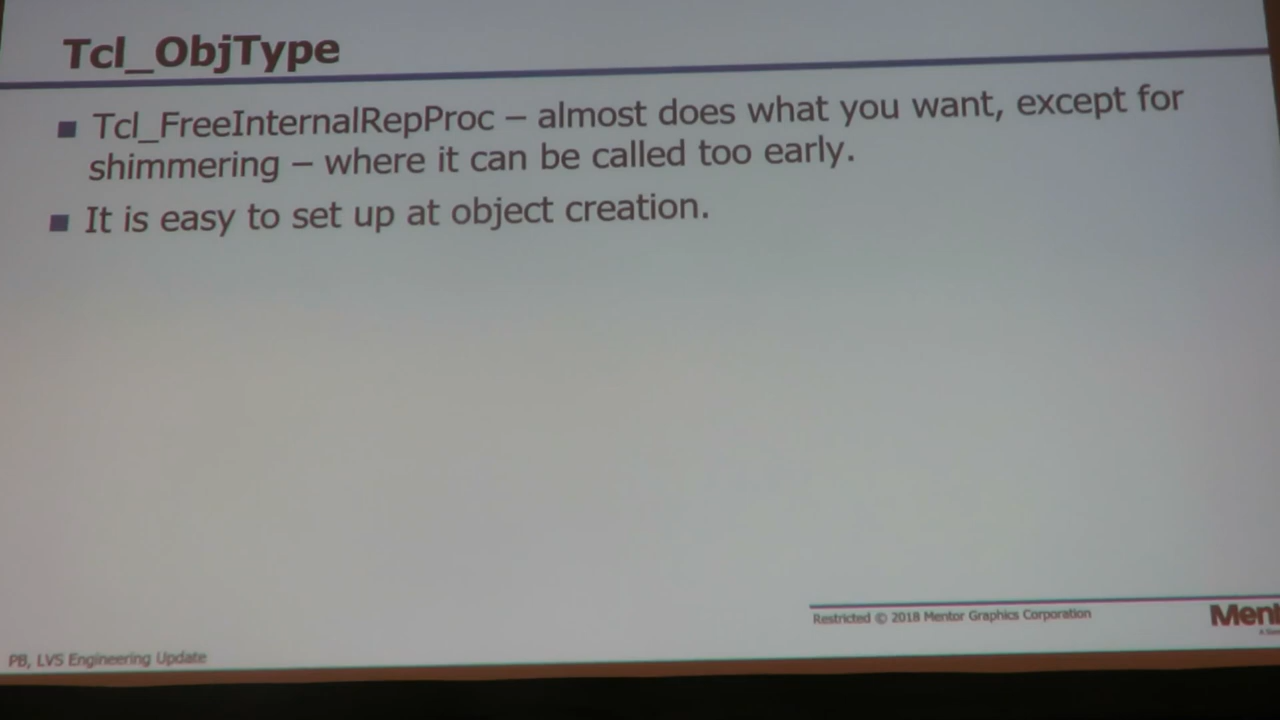 Tcl_ObjType
■ Tcl_FreeInternalRepProc – almost does what you want, except for
shimmering – where it can be called too early.
■ It is easy to set up at object creation.
Restricted © 2018 Mentor Graphics Corporation
PB, LVS Engineering Update